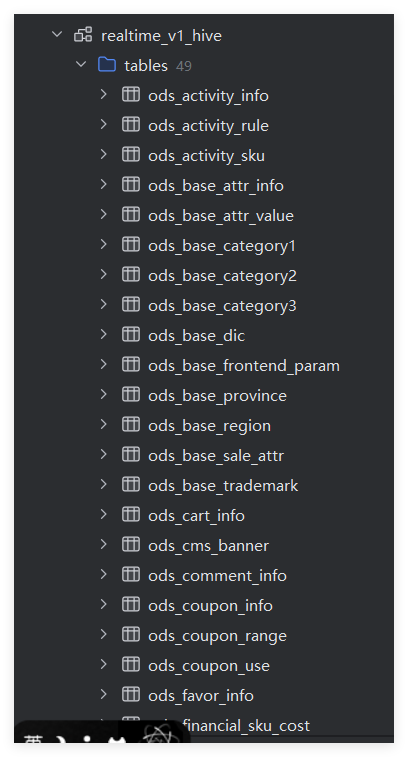 realtime_v1_hive
tables 49
ods_activity_info
ods_activity_rule
ods_activity_sku
ods_base_attr_info
ods_base_attr_value
ods_base_category1
ods_base_category2
ods_base_category3
ods_base_dic
ods_base_frontend_param
ods_base_province
ods_base_region
ods_base_sale_attr
ods_base_trademark
ods_cart_info
ods_cms_banner
ods_comment_info
ods_coupon_info
ods_coupon_range
ods_coupon_use
ods_favor_info
financial_sku_cost
英